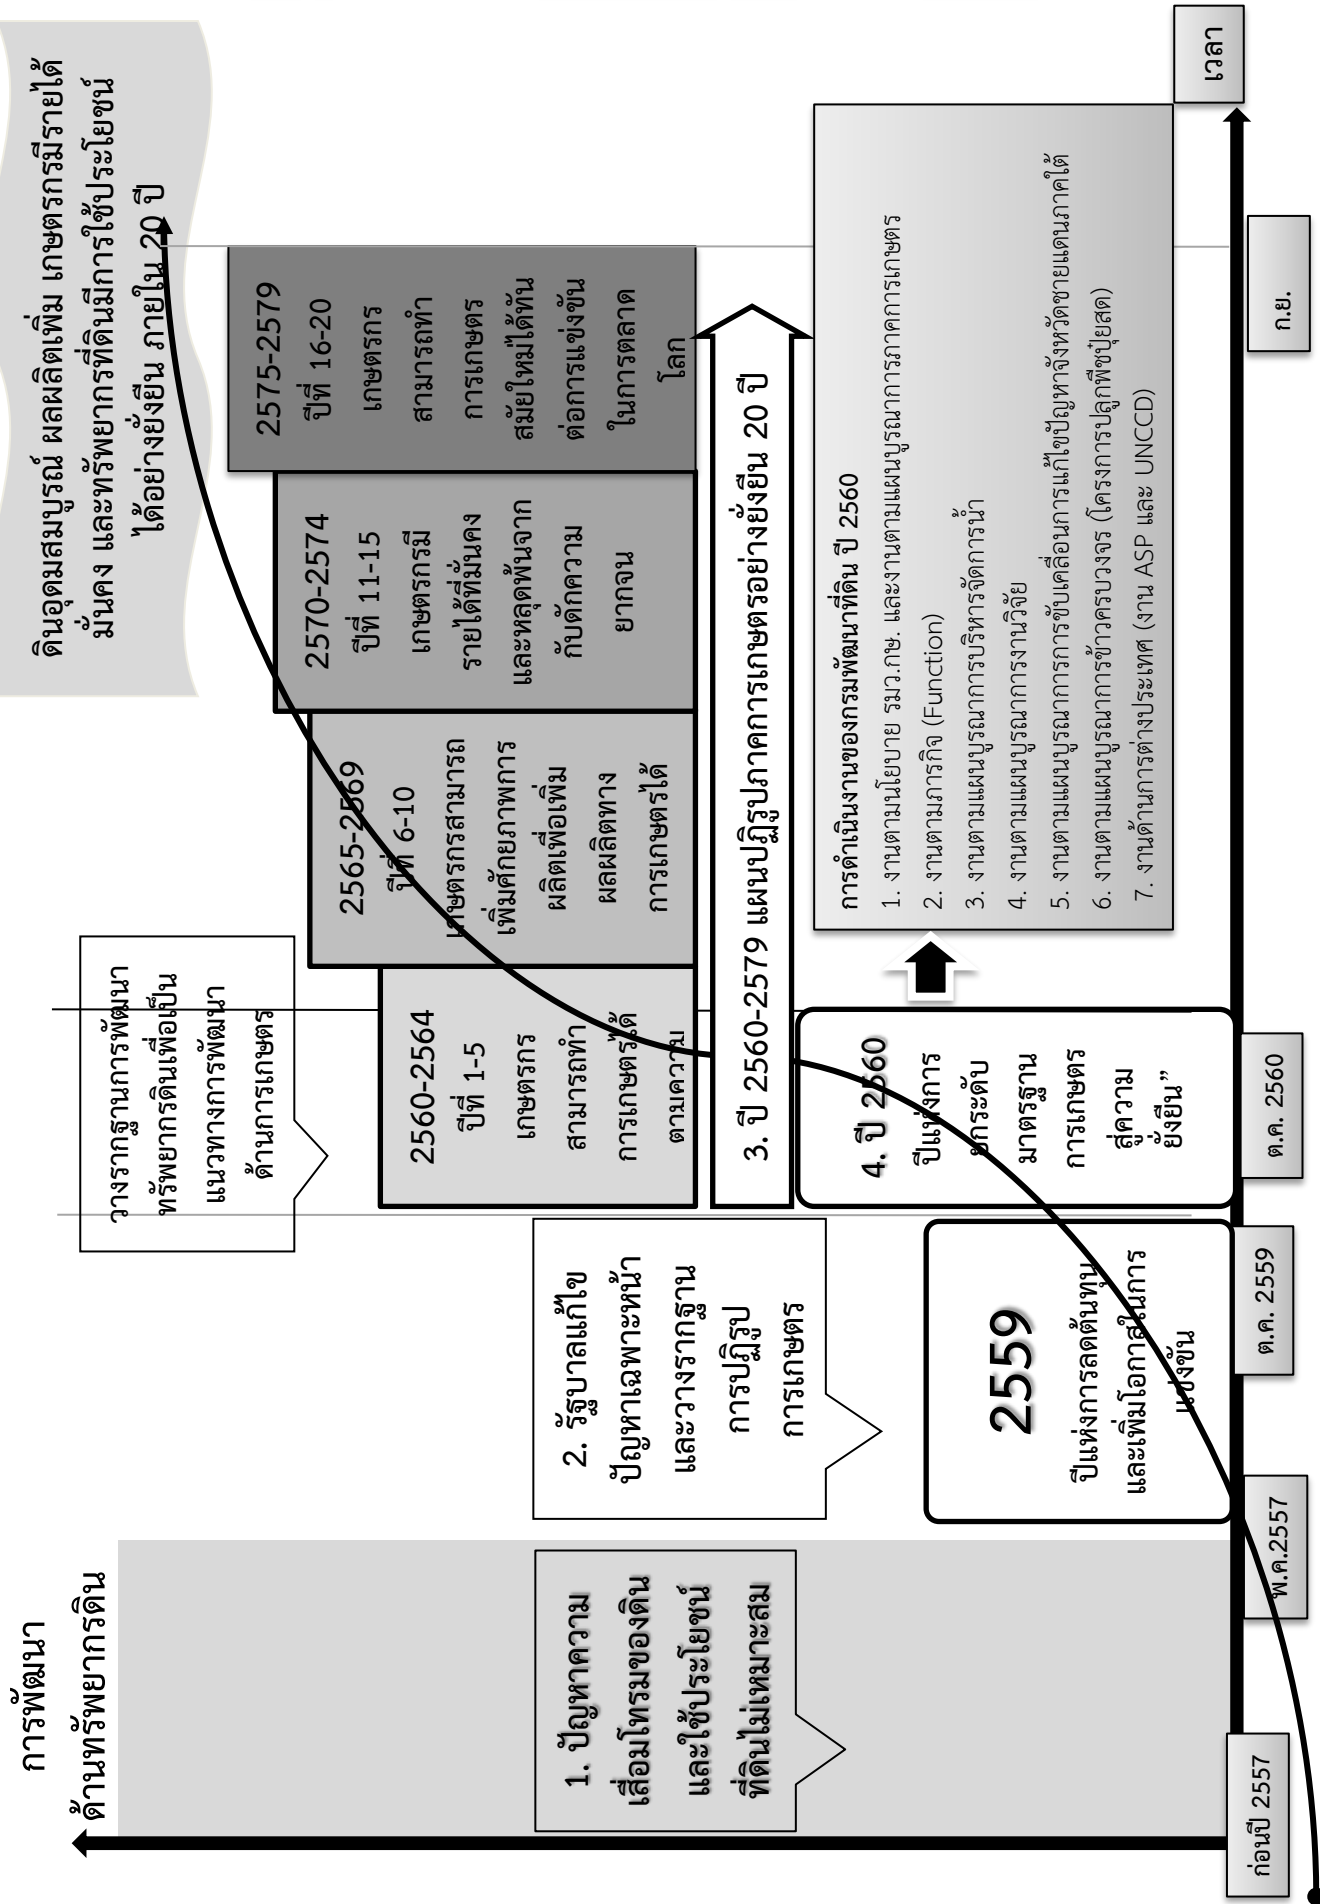 การพัฒนา
ด้านทรัพยากรดิน
ดินอุดมสมบูรณ์ ผลผลิตเพิ่ม เกษตรกรมีรายได้
มั่นคง และทรัพยากรที่ดินมีการใช้ประโยชน์
ได้อย่างยั่งยืน ภายใน 20 ปี
วางรากฐานการพัฒนา
ทรัพยากรดินเพื่อเป็น
แนวทางการพัฒนา
ด้านการเกษตร
2560-2564
ปีที่ 1-5
เกษตรกร
สามารถทำ
การเกษตรได้
ตามความ
2565-2569
ปีที่ 6-10
เกษตรกรสามารถ
เพิ่มศักยภาพการ
ผลิตเพื่อเพิ่ม
ผลผลิตทาง
การเกษตรได้
2570-2574
ปีที่ 11-15
เกษตรกรมี
รายได้ที่มั่นคง
และหลุดพ้นจาก
กับดักความ
ยากจน
2575-2579
ปีที่ 16-20
เกษตรกร
สามารถทำ
การเกษตร
สมัยใหม่ได้ทัน
ต่อการแข่งขัน
ในการตลาด
โลก
1. ปัญหาความ
เสื่อมโทรมของดิน
และใช้ประโยชน์
ที่ดินไม่เหมาะสม
2. รัฐบาลแก้ไข
ปัญหาเฉพาะหน้า
และวางรากฐาน
การปฏิรูป
การเกษตร
3. ปี 2560-2579 แผนปฏิรูปภาคการเกษตรอย่างยั่งยืน 20 ปี
2559
ปีแห่งการลดต้นทุน
และเพิ่มโอกาสในการ
แข่งขัน
4. ปี 2560
ปีแห่งการ
ยกระดับ
มาตรฐาน
การเกษตร
สู่ความ
ยั่งยืน”
การดำเนินงานของกรมพัฒนาที่ดิน ปี 2560
1. งานตามนโยบาย รมว.กษ. และงานตามแผนบูรณาการภาคการเกษตร
2. งานตามภารกิจ (Function)
3. งานตามแผนบูรณาการบริหารจัดการน้ำ
4. งานตามแผนบูรณาการงานวิจัย
5. งานตามแผนบูรณาการการขับเคลื่อนการแก้ไขปัญหาจังหวัดชายแดนภาคใต้
6. งานตามแผนบูรณาการข้าวครบวงจร (โครงการปลูกพืชปุ๋ยสด)
7. งานด้านการต่างประเทศ (งาน ASP และ UNCCD)
เวลา
ก่อนปี 2557
พ.ค.2557
ต.ค. 2559
ต.ค. 2560
ก.ย.